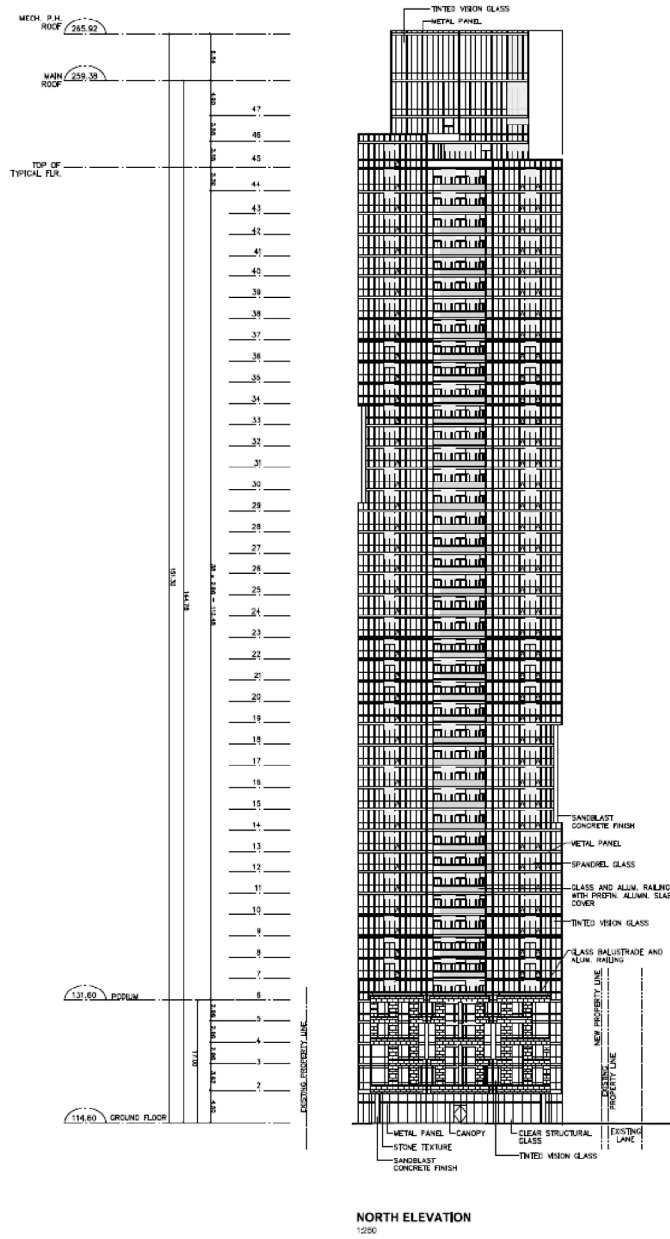 TINTED VISION GLASS
METAL PANEL
MECH. P.H.
ROOF
265.92
MAIN
ROOF
259.38
47
46
TOP OF
TYPICAL FLR.
45
44
43
42
41
40
39
38
37
36
35
34
33
32
31
30
29
28
27
26
25
24
23
22
21
20
19
18
17
16
15
14
13
12
11
10
9
8
7
6
5
4
3
2
151.32
144.78
17.00
SANDBLAST
CONCRETE FINISH
METAL PANEL
SPANDREL GLASS
GLASS AND ALUM. RAILING
WITH PREFIN. ALUMN. SLAB
COVER
TINTED VISION GLASS
GLASS BALUSTRADE AND
ALUM. RAILING
131.60
PODIUM
EXISTING PROPERTY LINE
NEW PROPERTY LINE
EXISTING
PROPERTY LINE
114.60
GROUND FLOOR
METAL PANEL
CANOPY
CLEAR STRUCTURAL
GLASS
EXISTING
LANE
STONE TEXTURE
TINTED VISION GLASS
SANDBLAST
CONCRETE FINISH
NORTH ELEVATION
1:250